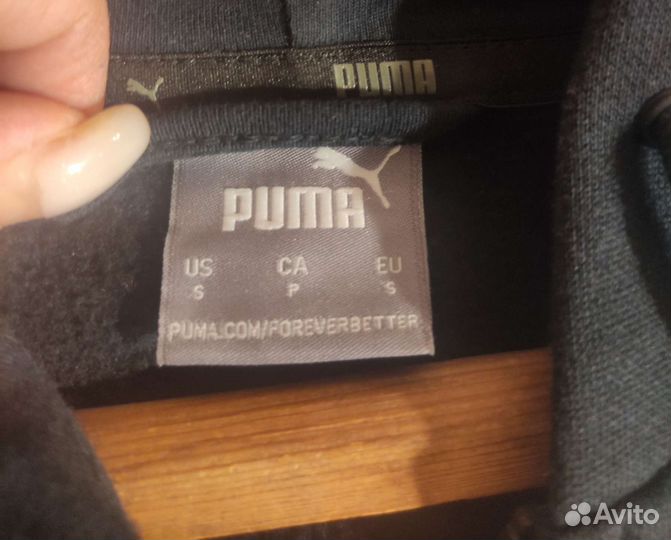 PUMA
PUMA
US CA EU
S P S
PUMA.COM/FOREVERBETTER
Avito